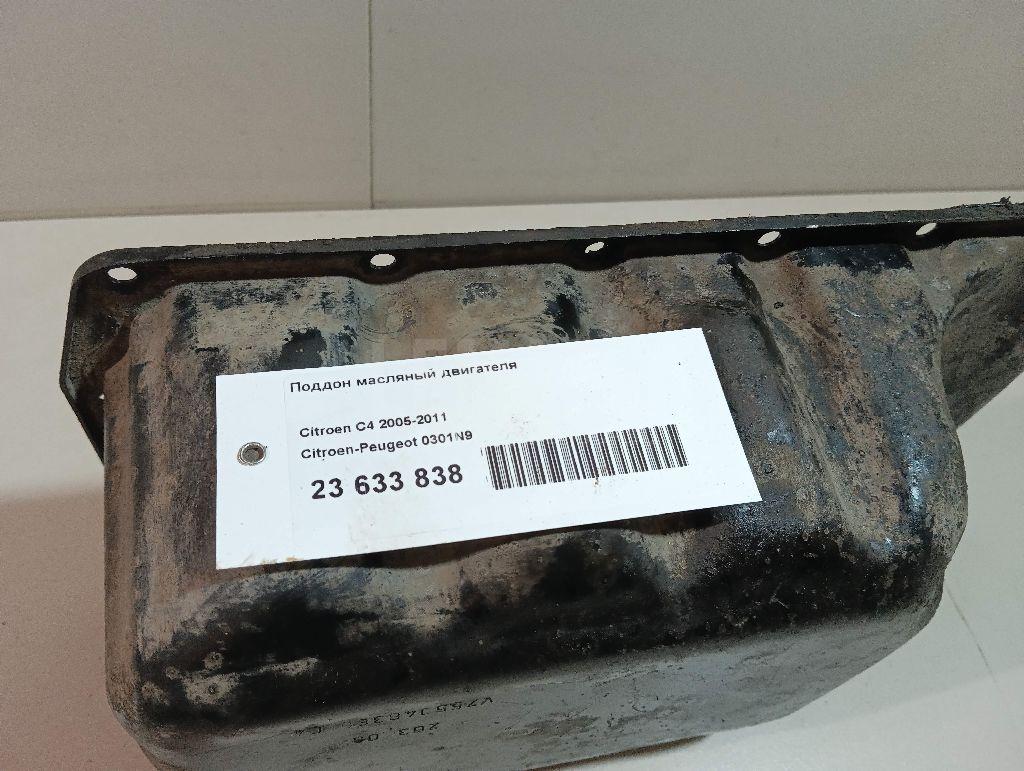 Поддон масляный двигателя
Citroen C4 2005-2011
Citroen-Peugeot 0301N9
23 633 838